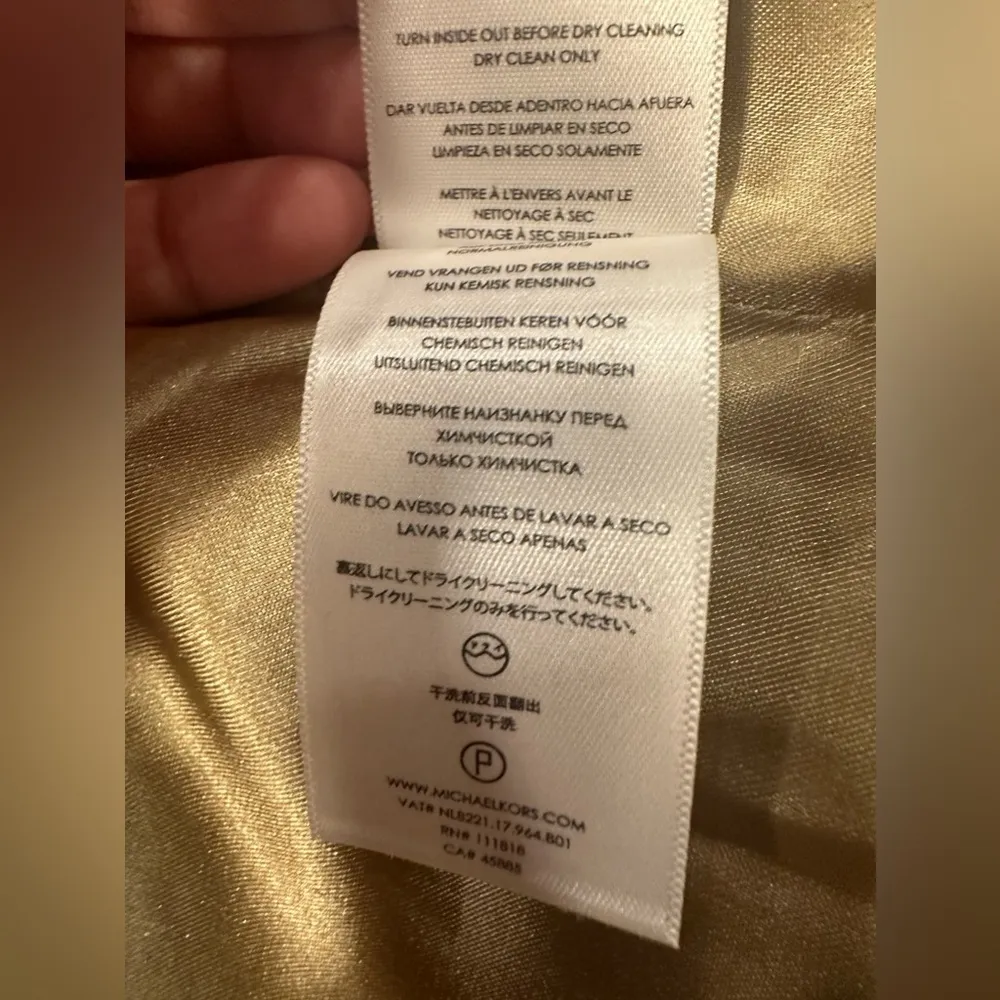 TURN INSIDE OUT BEFORE DRY CLEANING
DRY CLEAN ONLY
DAR VUELTA DESDE ADENTRO HACIA AFUERA
ANTES DE LIMPIAR EN SECO
LIMPIEZA EN SECO SOLAMENTE
METTRE À L'ENVERS AVANT LE
NETTOYAGE À SEC
NETTOYAGE À SEC SEULEMENT
NORMALREINIGUNG
VEND VRANGEN UD FØR RENSNING
KUN KEMISK RENSNING
BINNENSTEBUITEN KEREN VÓÓR
CHEMISCH REINIGEN
UITSLUITEND CHEMISCH REINIGEN
ВЫВЕРНИТЕ НАИЗНАНКУ ПЕРЕД
ХИМЧИСТКОЙ
ТОЛЬКО ХИМЧИСТКА
VIRE DO AVESSO ANTES DE LAVAR A SECO
LAVAR A SECO APENAS
裏返しにしてドライクリーニングしてください。
ドライクリーニングのみを行ってください。
干洗前反面翻出
仅可干洗
P
WWW.MICHAELKORS.COM
VAT# NL8221.17.964.B01
RN# 111818
CA# 45885